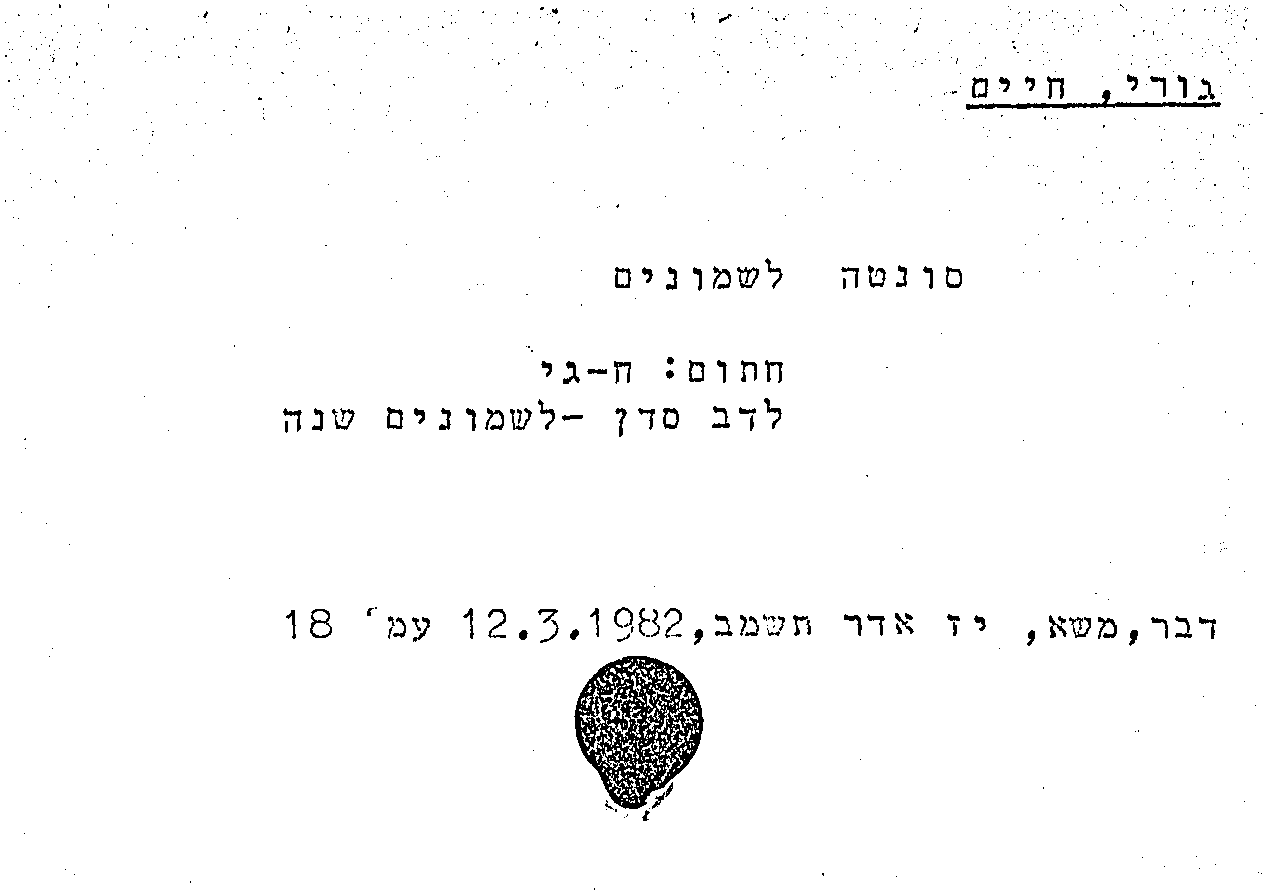 גורי, חיים
סונטה לשמונים
חתום: ח-גי
לדב סדן -לשמונים שנה
דבר,משא, יז אדר תשמב,12.3.1982 עמ' 18